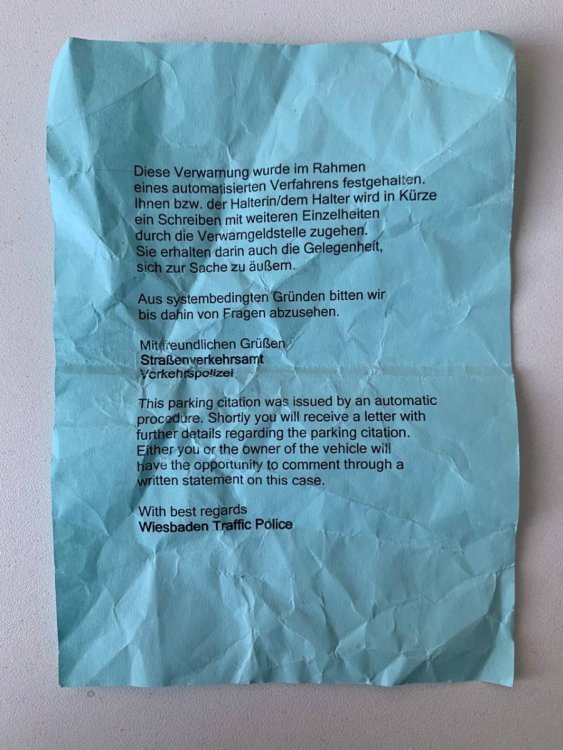 Diese Verwarnung wurde im Rahmen
eines automatisierten Verfahrens festgehalten.
Ihnen bzw. der Halterin/dem Halter wird in Kürze
ein Schreiben mit weiteren Einzelheiten
durch die Verwarngeldstelle zugehen.
Sie erhalten darin auch die Gelegenheit,
sich zur Sache zu äußern.
Aus systembedingten Gründen bitten wir
bis dahin von Fragen abzusehen.
Mit freundlichen Grüßen
Straßenverkehrsamt
Verkehrspolizei
This parking citation was issued by an automatic
procedure. Shortly you will receive a letter with
further details regarding the parking citation.
Either you or the owner of the vehicle will
have the opportunity to comment through a
written statement on this case.
With best regards
Wiesbaden Traffic Police